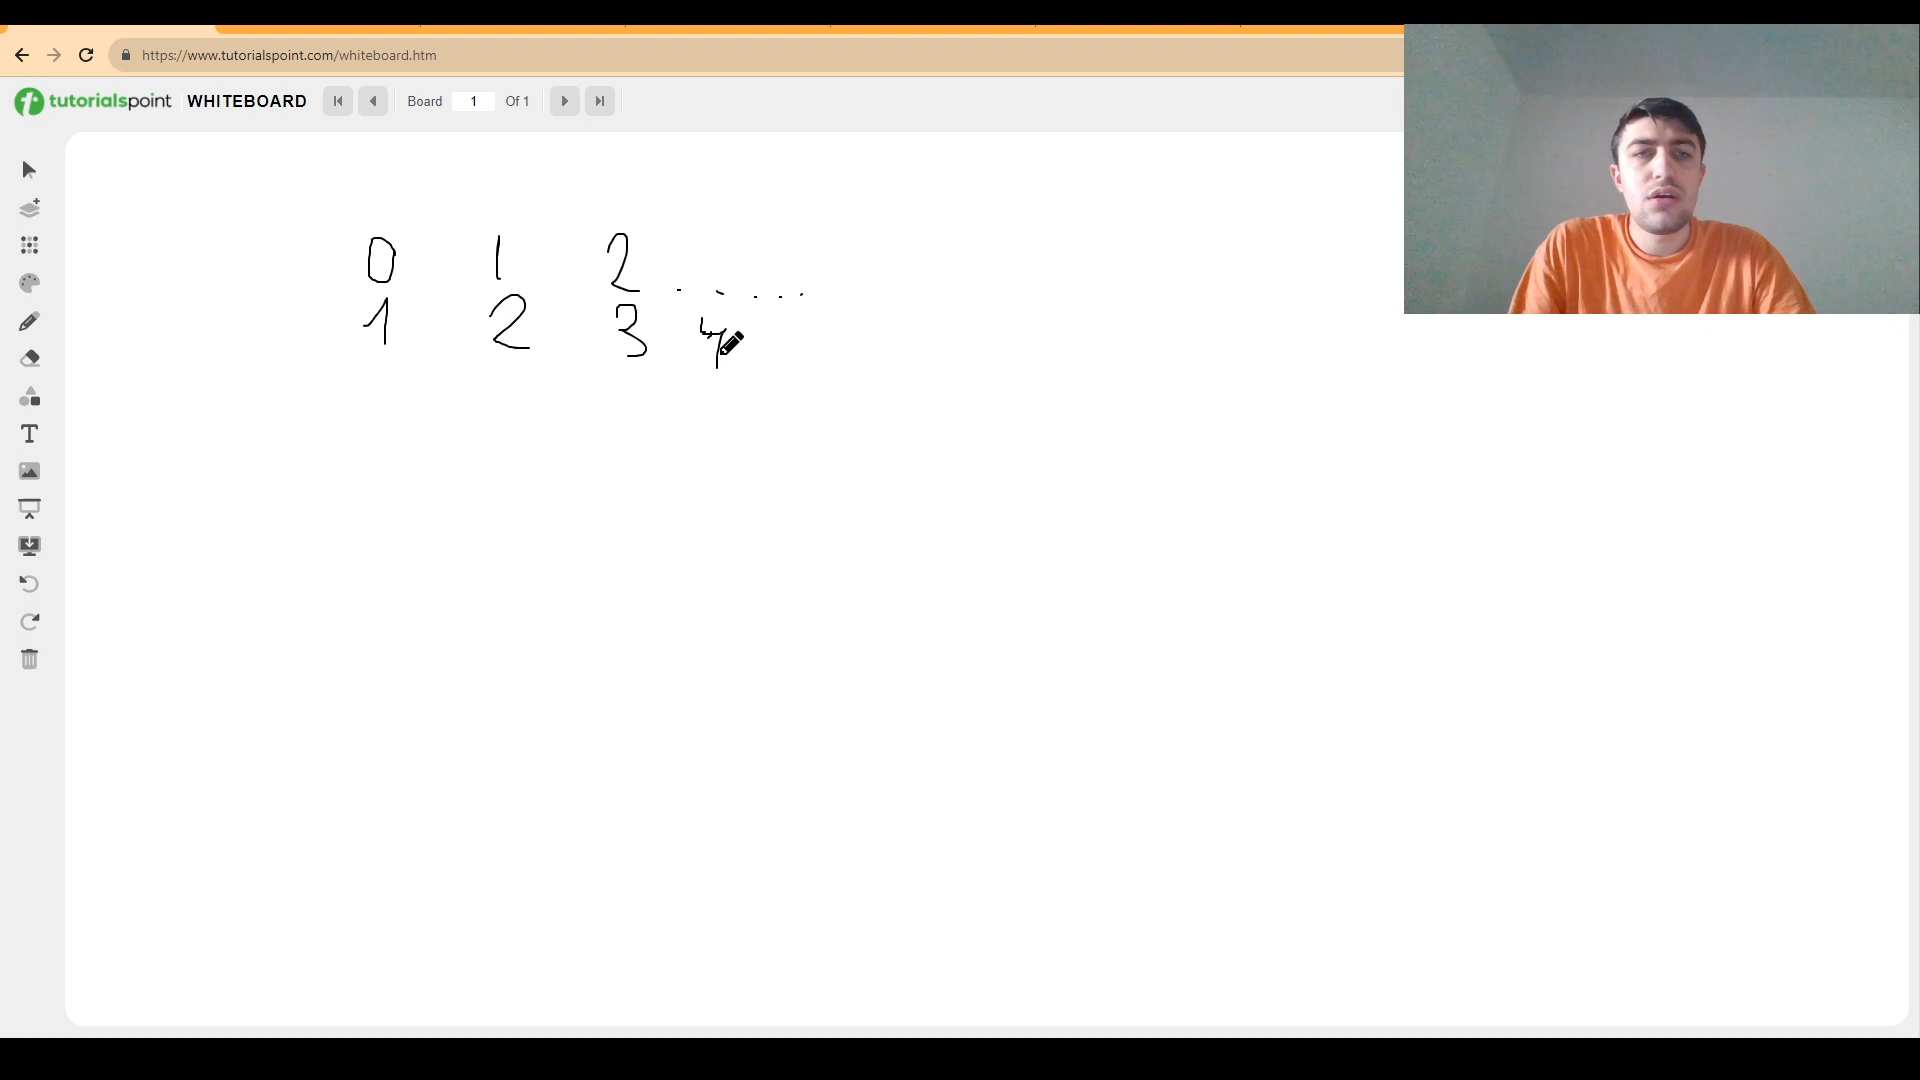 https://www.tutorialspoint.com/whiteboard.htm
tutorialspoint WHITEBOARD Board 1 Of 1
0 1 2 . . . . .
1 2 3 4